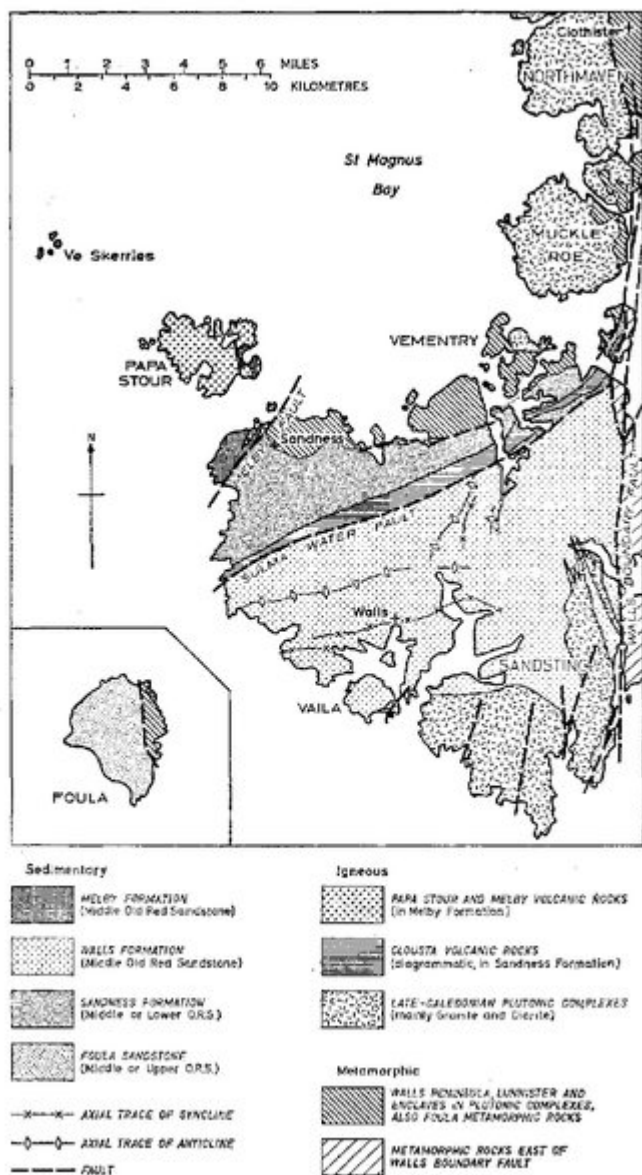 0 1 2 3 4 5 6 MILES
0 2 4 6 8 10 KILOMETRES
Clothister
NORTHMAVEN
St Magnus
Bay
MUCKLE
ROE
Ve Skerries
VEMENTRY
PAPA
STOUR
MELBY FAULT
Sandness
N
SULMA WATER FAULT
WALLS BOUNDARY FAULT
Walls
SANDSTING
VAILA
FOULA
Sedimentary
MELBY FORMATION
(Middle Old Red Sandstone)
WALLS FORMATION
(Middle Old Red Sandstone)
SANDNESS FORMATION
(Middle or Lower O.R.S.)
FOULA SANDSTONE
(Middle or Upper O.R.S.)
AXIAL TRACE OF SYNCLINE
AXIAL TRACE OF ANTICLINE
FAULT
Igneous
PAPA STOUR AND MELBY VOLCANIC ROCKS
(in Melby Formation)
CLOUSTA VOLCANIC ROCKS
(diagrammatic, in Sandness Formation)
LATE-CALEDONIAN PLUTONIC COMPLEXES
(mainly Granite and Diorite)
Metamorphic
WALLS PENINSULA, LUNNISTER AND
ENCLAVES IN PLUTONIC COMPLEXES,
ALSO FOULA METAMORPHIC
ROCKS
METAMORPHIC ROCKS EAST OF
WALLS BOUNDARY FAULT